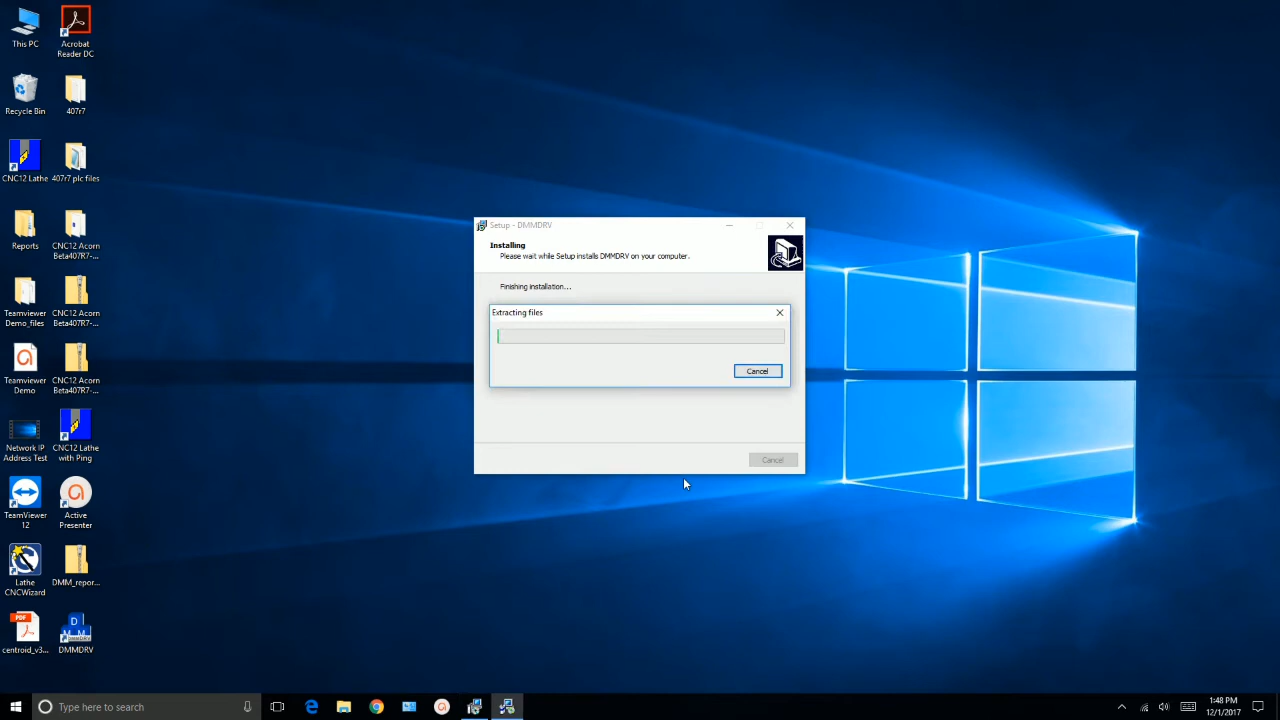 This PC
Acrobat
Reader DC
Recycle Bin
407r7
CNC12 Lathe
407r7 plc files
Reports
CNC12 Acorn
Beta407R7-...
Teamviewer
Demo_files
CNC12 Acorn
Beta407R7-...
Teamviewer
Demo
CNC12 Acorn
Beta407R7-...
Network IP
Address Test
CNC12 Lathe
with Ping
TeamViewer
12
Active
Presenter
Lathe
CNCWizard
DMM_repor...
PDF
centroid_v3...
D
M M
DMMDRV
DMMDRV
Setup - DMMDRV
Installing
Please wait while Setup installs DMMDRV on your computer.
Finishing installation...
Extracting files
Cancel
Cancel
Type here to search
1:48 PM
12/1/2017